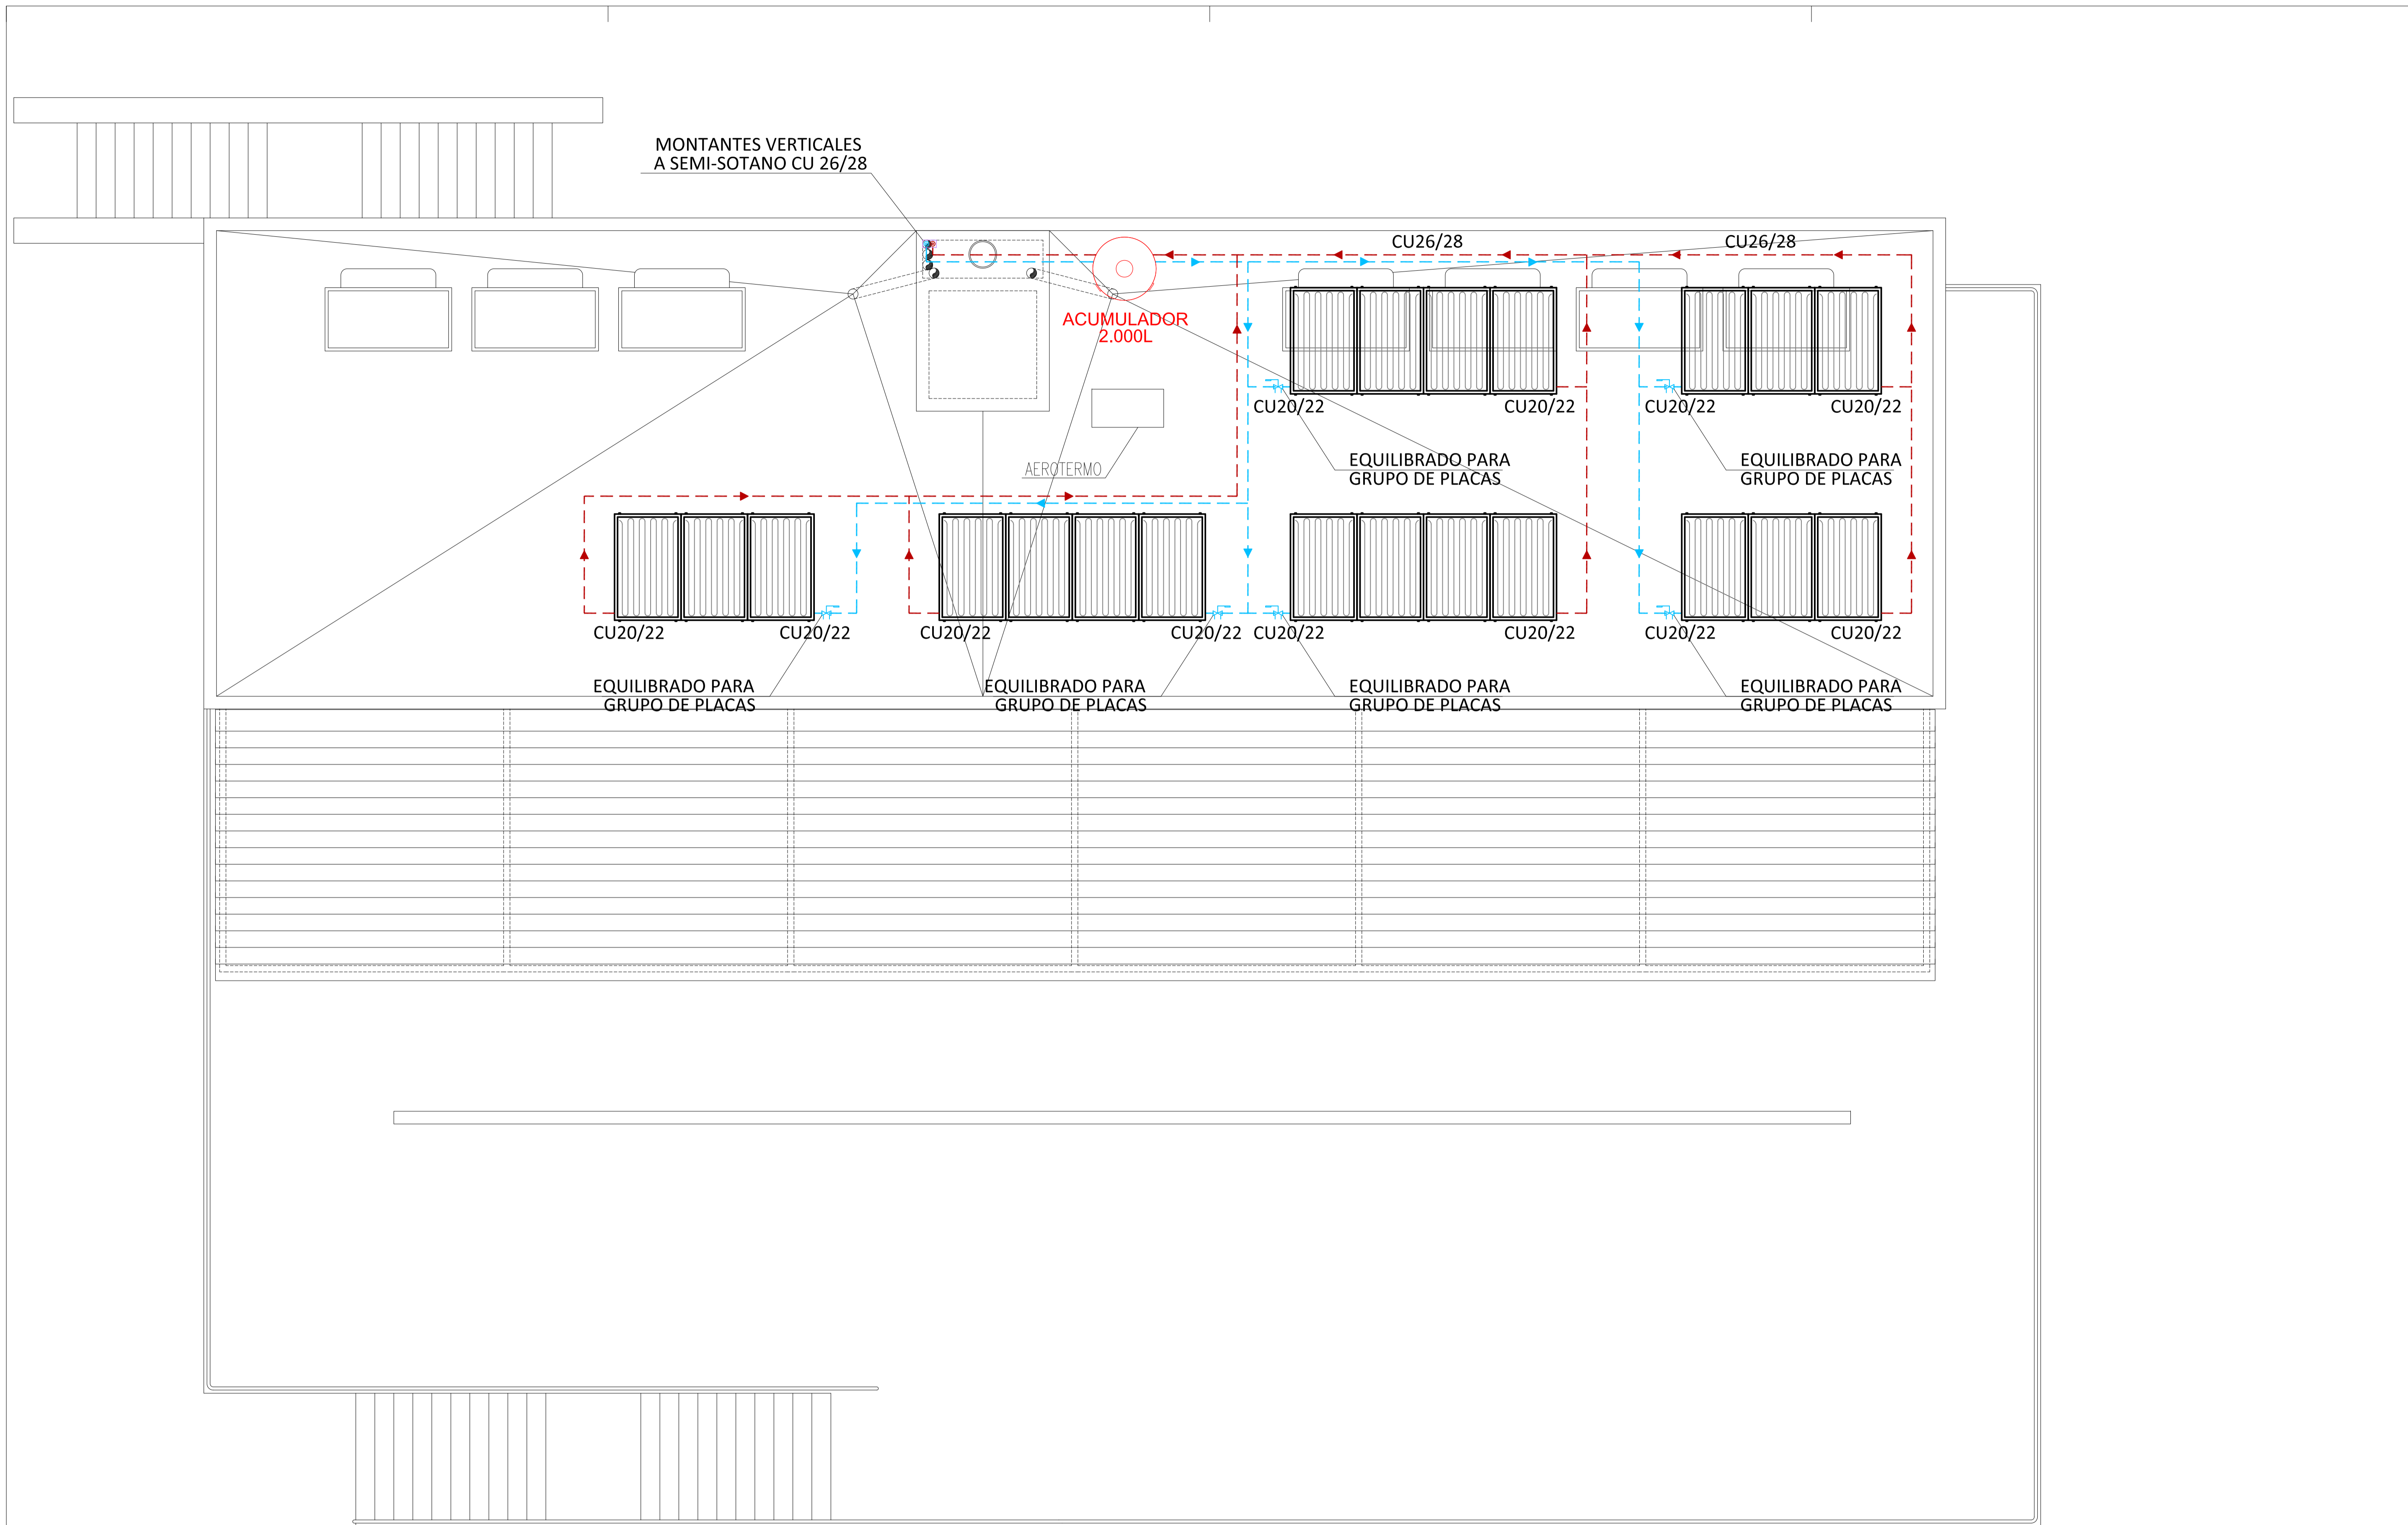 MONTANTES VERTICALES
A SEMI-SOTANO CU 26/28
CU26/28
CU26/28
ACUMULADOR
2.000L
CU20/22
CU20/22
CU20/22
CU20/22
AEROTERMO
EQUILIBRADO PARA
GRUPO DE PLACAS
EQUILIBRADO PARA
GRUPO DE PLACAS
CU20/22
CU20/22
CU20/22
CU20/22
CU20/22
CU20/22
CU20/22
CU20/22
EQUILIBRADO PARA
GRUPO DE PLACAS
EQUILIBRADO PARA
GRUPO DE PLACAS
EQUILIBRADO PARA
GRUPO DE PLACAS
EQUILIBRADO PARA
GRUPO DE PLACAS